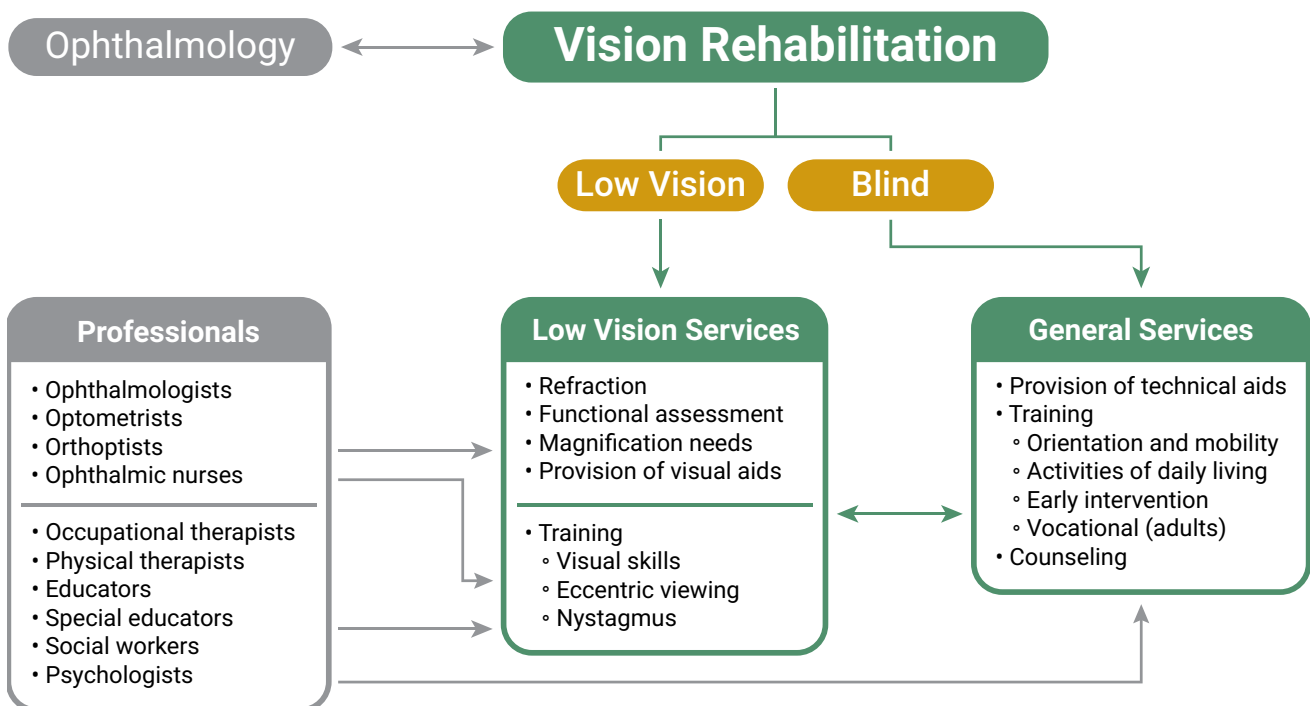 Ophthalmology
Vision Rehabilitation
Low Vision
Blind
Professionals
• Ophthalmologists
• Optometrists
• Orthoptists
• Ophthalmic nurses
• Occupational therapists
• Physical therapists
• Educators
• Special educators
• Social workers
• Psychologists
Low Vision Services
• Refraction
• Functional assessment
• Magnification needs
• Provision of visual aids
• Training
◦ Visual skills
◦ Eccentric viewing
◦ Nystagmus
General Services
• Provision of technical aids
• Training
◦ Orientation and mobility
◦ Activities of daily living
◦ Early intervention
◦ Vocational (adults)
• Counseling